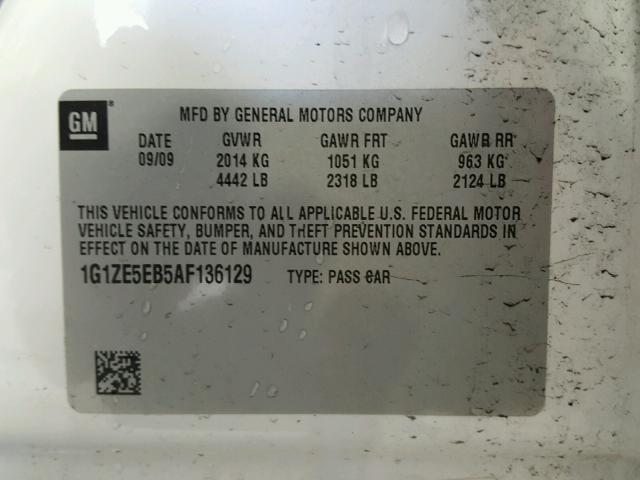 GM ®
MFD BY GENERAL MOTORS COMPANY
DATE GVWR GAWR FRT GAWR RR
09/09 2014 KG 1051 KG 963 KG
4442 LB 2318 LB 2124 LB
THIS VEHICLE CONFORMS TO ALL APPLICABLE U.S. FEDERAL MOTOR
VEHICLE SAFETY, BUMPER, AND THEFT PREVENTION STANDARDS IN
EFFECT ON THE DATE OF MANUFACTURE SHOWN ABOVE.
1G1ZE5EB5AF136129 TYPE: PASS CAR